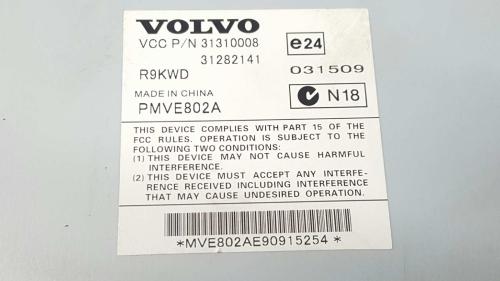 VOLVO
VCC P/N 31310008
31282141
e24
R9KWD
031509
MADE IN CHINA
PMVE802A
N18
THIS DEVICE COMPLIES WITH PART 15 OF THE
FCC RULES. OPERATION IS SUBJECT TO THE
FOLLOWING TWO CONDITIONS:
(1) THIS DEVICE MAY NOT CAUSE HARMFUL
INTERFERENCE.
(2) THIS DEVICE MUST ACCEPT ANY INTERFE-
RENCE RECEIVED INCLUDING INTERFERENCE
THAT MAY CAUSE UNDESIRED OPERATION.
*MVE802AE90915254*